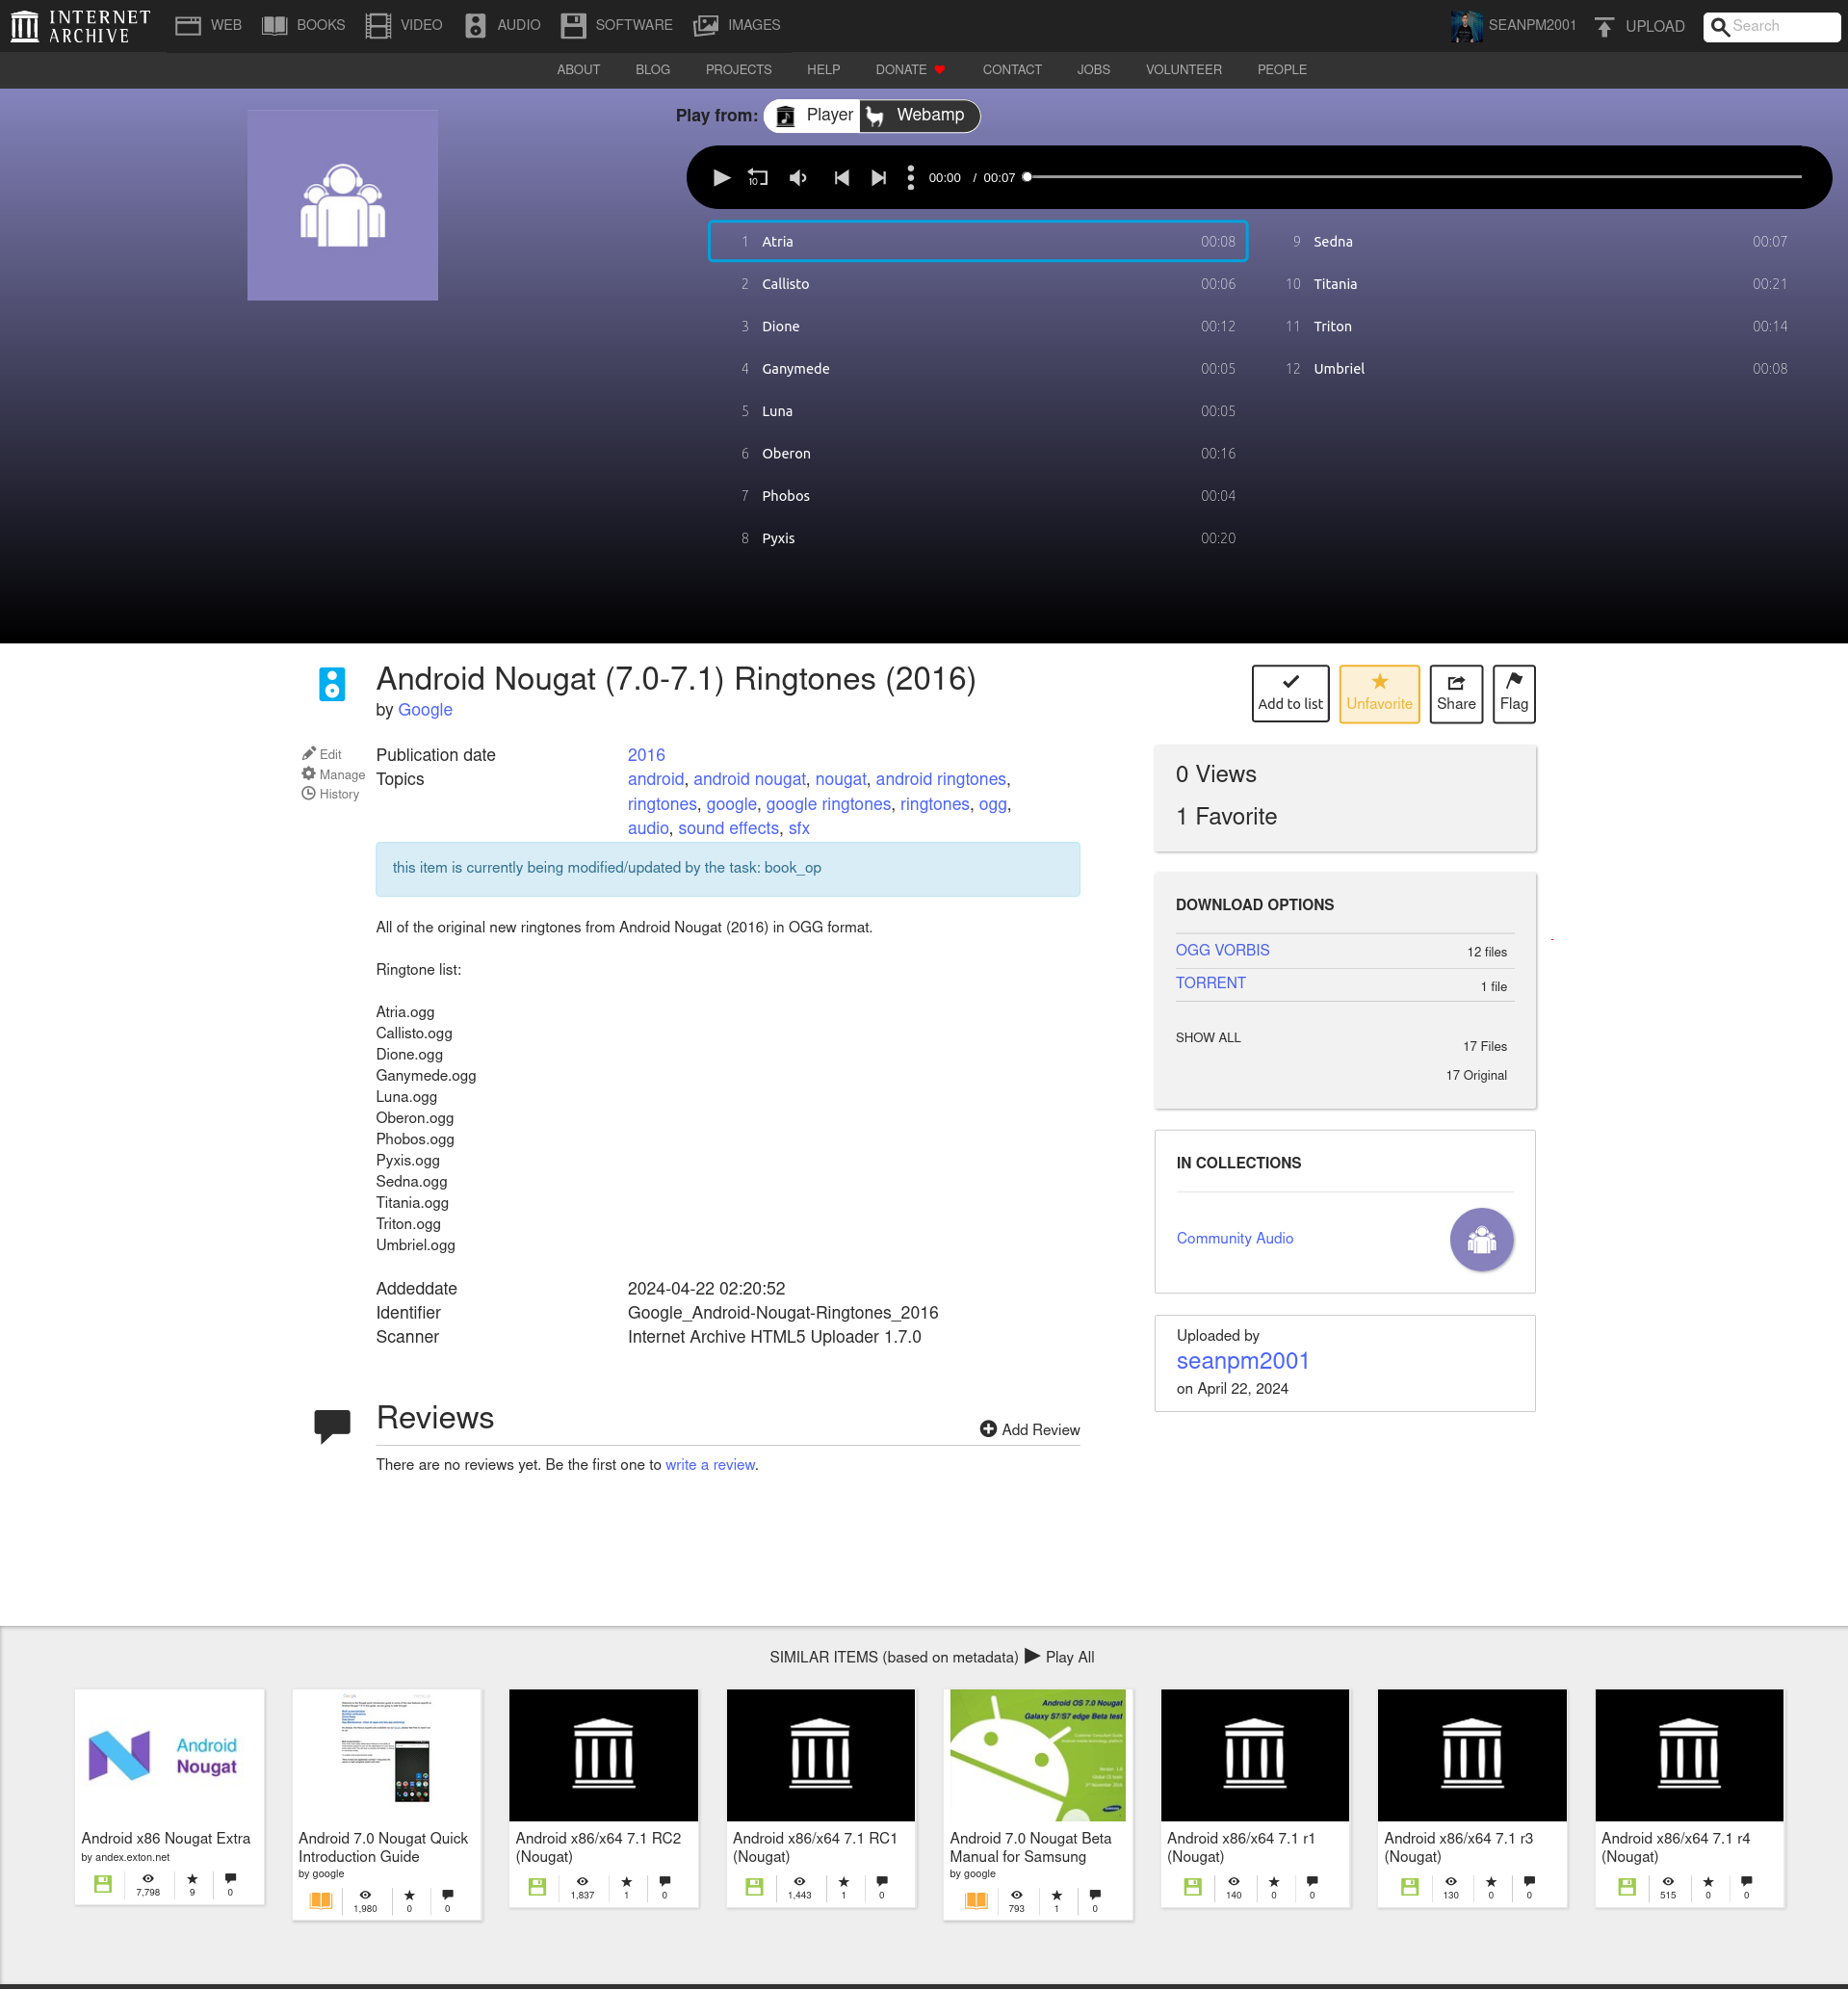 INTERNET
ARCHIVE
WEB
BOOKS
VIDEO
AUDIO
SOFTWARE
IMAGES
SEANPM2001
UPLOAD
Search
ABOUT
BLOG
PROJECTS
HELP
DONATE
CONTACT
JOBS
VOLUNTEER
PEOPLE
Play from:
Player
Webamp
10
00:00 / 00:07
1 Atria 00:08
2 Callisto 00:06
3 Dione 00:12
4 Ganymede 00:05
5 Luna 00:05
6 Oberon 00:16
7 Phobos 00:04
8 Pyxis 00:20
9 Sedna 00:07
10 Titania 00:21
11 Triton 00:14
12 Umbriel 00:08
Android Nougat (7.0-7.1) Ringtones (2016)
by Google
Edit
Manage
History
Publication date 2016
Topics android, android nougat, nougat, android ringtones,
ringtones, google, google ringtones, ringtones, ogg,
audio, sound effects, sfx
this item is currently being modified/updated by the task: book_op
All of the original new ringtones from Android Nougat (2016) in OGG format.
Ringtone list:
Atria.ogg
Callisto.ogg
Dione.ogg
Ganymede.ogg
Luna.ogg
Oberon.ogg
Phobos.ogg
Pyxis.ogg
Sedna.ogg
Titania.ogg
Triton.ogg
Umbriel.ogg
Addeddate 2024-04-22 02:20:52
Identifier Google_Android-Nougat-Ringtones_2016
Scanner Internet Archive HTML5 Uploader 1.7.0
Reviews
Add Review
There are no reviews yet. Be the first one to write a review.
Add to list
Unfavorite
Share
Flag
0 Views
1 Favorite
DOWNLOAD OPTIONS
OGG VORBIS 12 files
TORRENT 1 file
SHOW ALL 17 Files
17 Original
IN COLLECTIONS
Community Audio
Uploaded by
seanpm2001
on April 22, 2024
SIMILAR ITEMS (based on metadata) Play All
Android
Nougat
Android x86 Nougat Extra
by andex.exton.net
7,798 9 0
Android 7.0 Nougat Quick
Introduction Guide
by google
1,980 0 0
Android x86/x64 7.1 RC2
(Nougat)
1,837 1 0
Android x86/x64 7.1 RC1
(Nougat)
1,443 1 0
Android OS 7.0 Nougat
Galaxy S7/S7 edge Beta test
Android 7.0 Nougat Beta
Manual for Samsung
by google
793 1 0
Android x86/x64 7.1 r1
(Nougat)
140 0 0
Android x86/x64 7.1 r3
(Nougat)
130 0 0
Android x86/x64 7.1 r4
(Nougat)
515 0 0